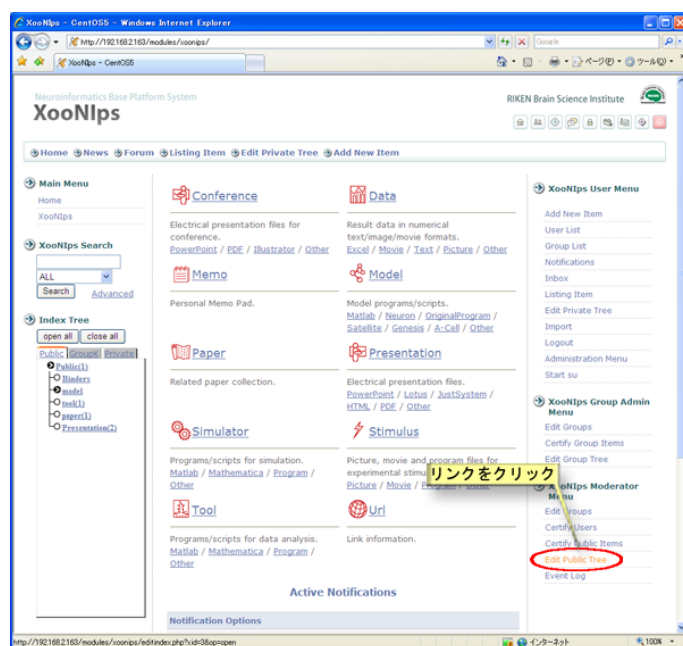 XooNIps - CentOS5 - Windows Internet Explorer
http://192.168.2.163/modules/xoonips/
Google
XooNIps - CentOS5
ページ(P)
ツール(O)
Neuroinformatics Base Platform System
XooNIps
RIKEN Brain Science Institute
Home News Forum Listing Item Edit Private Tree Add New Item
Main Menu
Home
XooNIps
XooNIps Search
ALL
Search Advanced
Index Tree
open all close all
Public GroupK Private
Public(1)
Binders
model
tool(1)
paper(1)
Presentation(2)
Conference
Electrical presentation files for
conference.
PowerPoint / PDF / Illustrator / Other
Data
Result data in numerical
text/image/movie formats.
Excel / Movie / Text / Picture / Other
Memo
Personal Memo Pad.
Model
Model programs/scripts.
Matlab / Neuron / OriginalProgram /
Satellite / Genesis / A-Cell / Other
Paper
Related paper collection.
Presentation
Electrical presentation files.
PowerPoint / Lotus / JustSystem /
HTML / PDF / Other
Simulator
Programs/scripts for simulation.
Matlab / Mathematica / Program /
Other
Stimulus
Picture, movie and program files for
experimental
Picture / Movie /
Tool
Programs/scripts for data analysis.
Matlab / Mathematica / Program /
Other
Url
Link information.
Active Notifications
Notification Options
XooNIps User Menu
Add New Item
User List
Group List
Notifications
Inbox
Listing Item
Edit Private Tree
Import
Logout
Administration Menu
Start su
XooNIps Group Admin
Menu
Edit Groups
Certify Group Items
Edit Group Tree
リンクをクリック
XooNIps Moderator
Menu
Edit Groups
Certify Users
Certify Public Items
Edit Public Tree
Event Log
http://192.168.2.163/modules/xoonips/editindex.php?xid=3&op=open
インターネット
100%